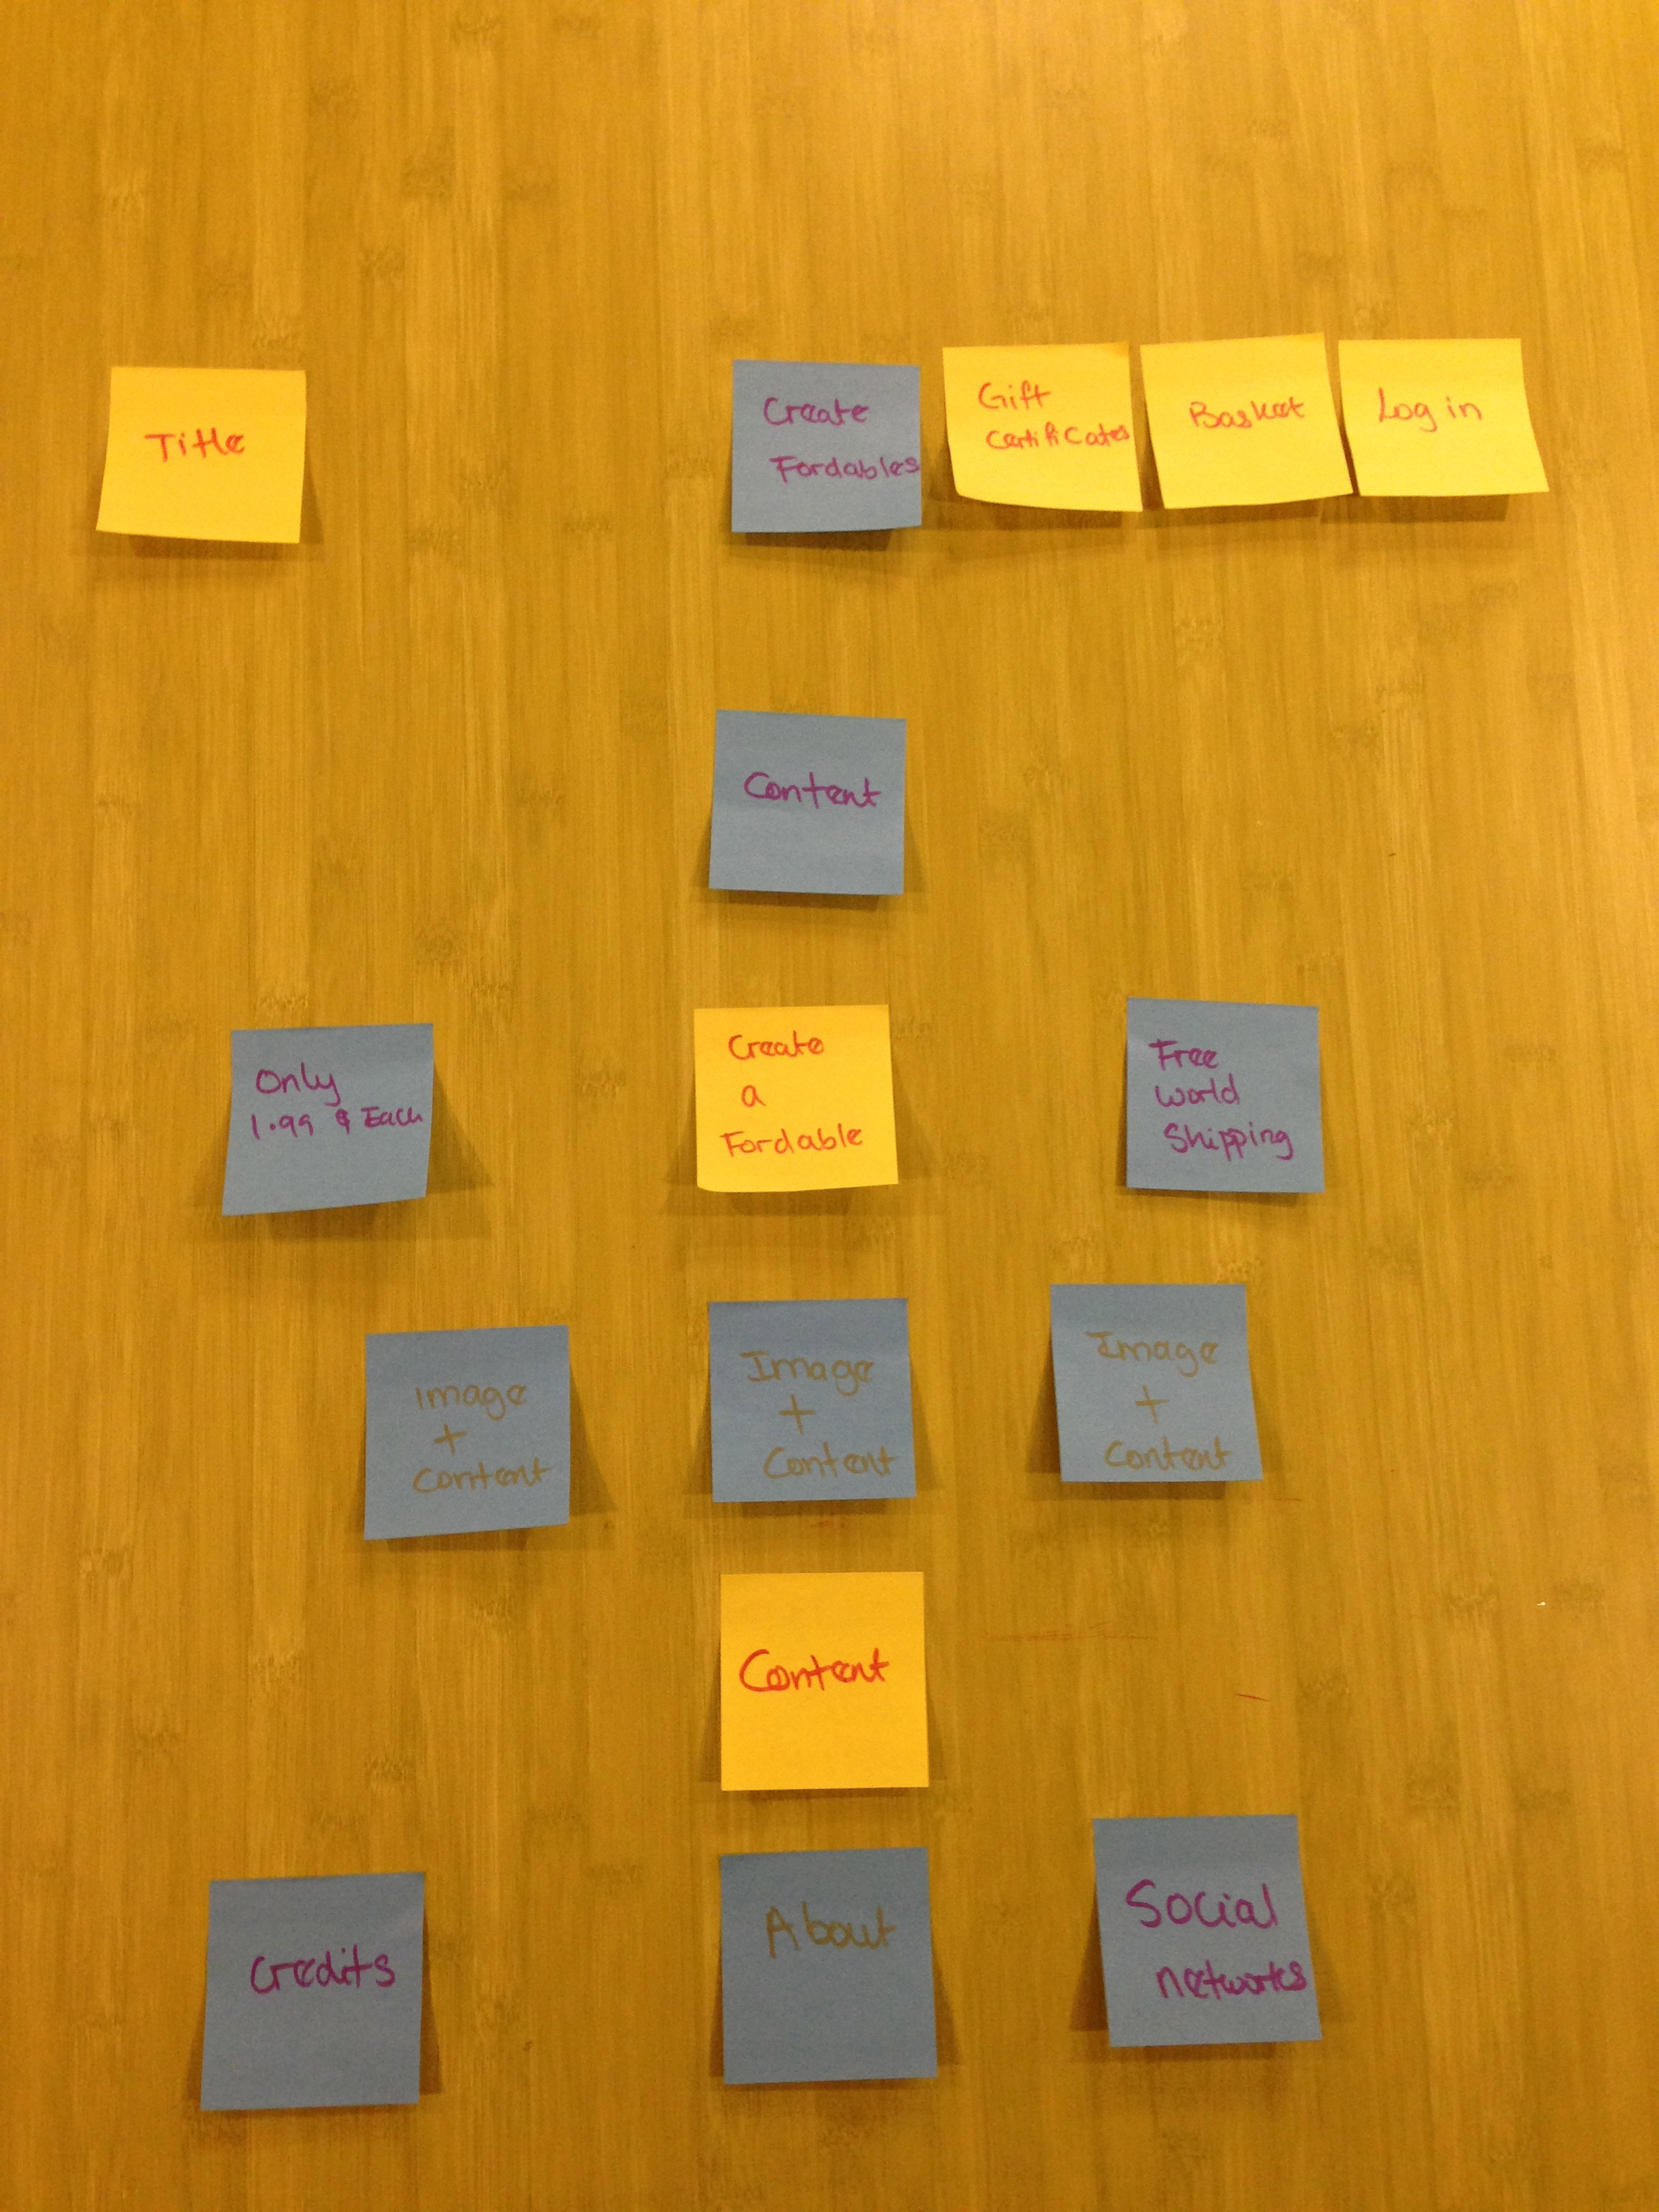 Title
Create
Fordables
Gift
Certificates
Basket
Log in
Content
Only
1.99 $ Each
Create
a
Fordable
Free
World
Shipping
Image
+
Content
Image
+
Content
Image
+
Content
Content
Credits
About
Social
networks